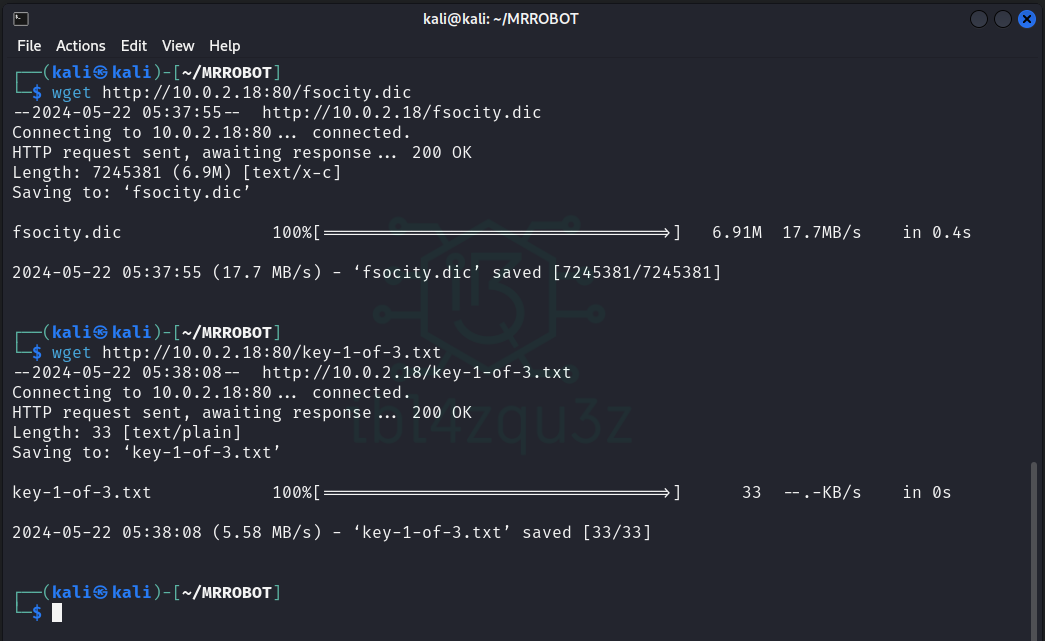 kali@kali: ~/MRROBOT
File Actions Edit View Help
┌──(kali㉿kali)-[~/MRROBOT]
└─$ wget http://10.0.2.18:80/fsocity.dic
--2024-05-22 05:37:55--  http://10.0.2.18/fsocity.dic
Connecting to 10.0.2.18:80... connected.
HTTP request sent, awaiting response... 200 OK
Length: 7245381 (6.9M) [text/x-c]
Saving to: ‘fsocity.dic’
fsocity.dic               100%[===================================>]   6.91M  17.7MB/s    in 0.4s
2024-05-22 05:37:55 (17.7 MB/s) - ‘fsocity.dic’ saved [7245381/7245381]
┌──(kali㉿kali)-[~/MRROBOT]
└─$ wget http://10.0.2.18:80/key-1-of-3.txt
--2024-05-22 05:38:08--  http://10.0.2.18/key-1-of-3.txt
Connecting to 10.0.2.18:80... connected.
HTTP request sent, awaiting response... 200 OK
Length: 33 [text/plain]
Saving to: ‘key-1-of-3.txt’
key-1-of-3.txt            100%[===================================>]      33  --.-KB/s    in 0s
2024-05-22 05:38:08 (5.58 MB/s) - ‘key-1-of-3.txt’ saved [33/33]
┌──(kali㉿kali)-[~/MRROBOT]
└─$